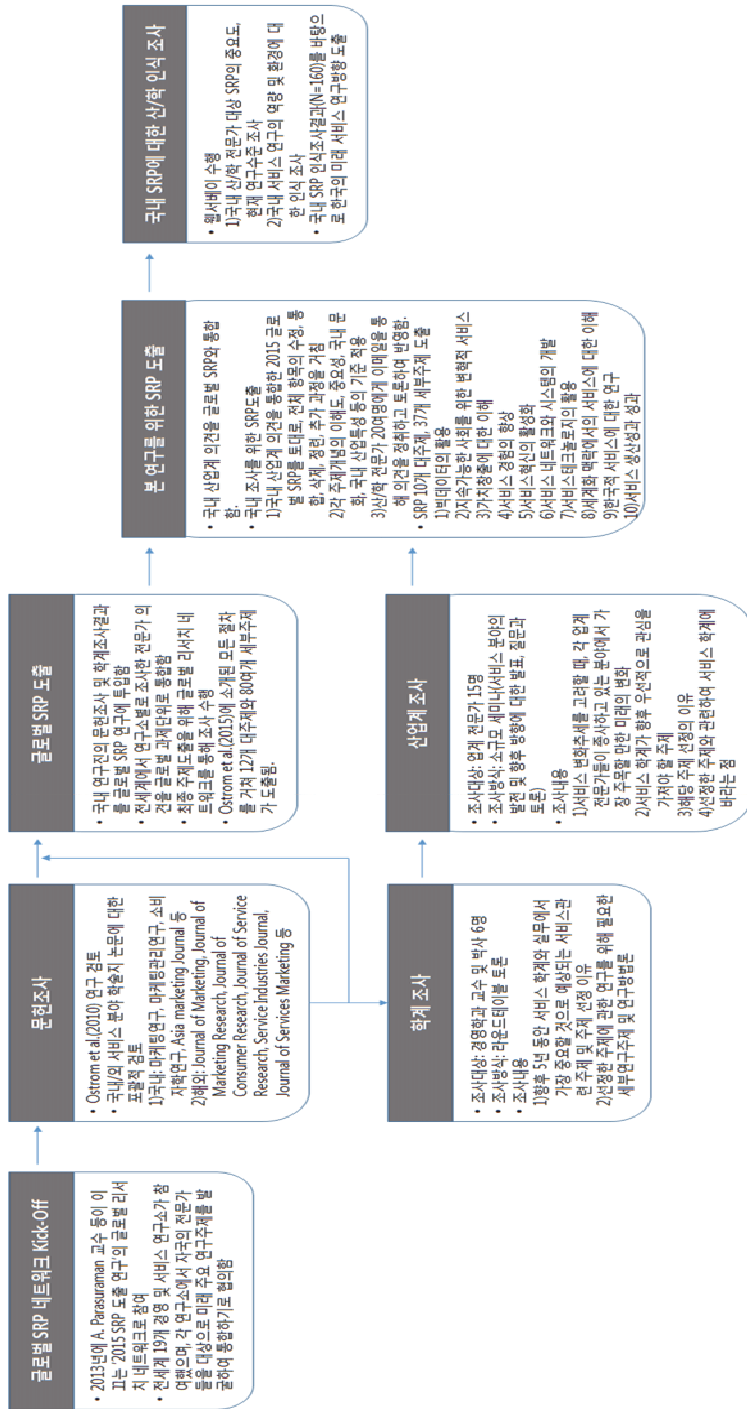 글로벌 SRP 네트워크 Kick-Off
• 2013년에 A. Parasuraman 교수 등이 이
끄는 '2015 SRP 도출 연구'의 글로벌 리서
치 네트워크로 참여
• 전세계 19개 경영 및 서비스 연구소가 참
여했으며, 각 연구소에서 자국의 전문가
들을 대상으로 미래 주요 연구주제를 발
굴하여 통합하기로 협의함
문헌조사
• Ostrom et al.(2010) 연구 검토
• 국내/외 서비스 분야 학술지 논문에 대한
포괄적 검토
1)국내: 마케팅연구, 마케팅관리연구, 소비
자학연구, Asia marketing Journal 등
2)해외: Journal of Marketing, Journal of
Marketing Research, Journal of
Consumer Research, Journal of Service
Research, Service Industries Journal,
Journal of Services Marketing 등
학계 조사
• 조사대상: 경영학과 교수 및 박사 6명
• 조사방식: 라운드테이블 토론
• 조사내용
1)향후 5년 동안 서비스 학계와 실무에서
가장 중요할 것으로 예상되는 서비스관
련 주제 및 주제 선정 이유
2)선정한 주제에 관한 연구를 위해 필요한
세부연구주제 및 연구방법론
글로벌 SRP 도출
• 국내 연구진의 문헌조사 및 학계조사결과
를 글로벌 SRP 연구에 투입함
• 전세계에서 연구소별로 조사한 전문가 의
견을 글로벌 과제단위로 통합함
• 최종 주제도출을 위해 글로벌 리서치 네
트워크를 통해 조사 수행
• Ostrom et al.(2015)에 소개된 모든 절차
를 거쳐 12개 대주제와 80여개 세부주제
가 도출됨.
산업계 조사
• 조사대상: 업계 전문가 15명
• 조사방식: 소규모 세미나(서비스 분야의
발전 및 향후 방향에 대한 발표, 질문과
토론)
• 조사내용
1)서비스 변화추세를 고려할 때, 각 업계
전문가들이 종사하고 있는 분야에서 가
장 주목할 만한 미래의 변화
2)서비스 학계가 향후 우선적으로 관심을
가져야 할 주제
3)해당 주제 선정의 이유
4)선정한 주제와 관련하여 서비스 학계에
바라는 점
본 연구를 위한 SRP 도출
• 국내 산업계 의견을 글로벌 SRP와 통합
함.
• 국내 조사를 위한 SRP도출
1)국내 산업계 의견을 통합한 2015 글로
벌 SRP를 토대로, 전체 항목의 수정, 통
합, 삭제, 정련, 추가 과정을 거침
2)각 주제개념의 이해도, 중요성, 국내 문
화, 국내 산업특성 등의 기준 적용
3)산/학 전문가 20여명에게 이메일을 통
해 의견을 청취하고 토론하여 반영함.
• SRP 10개 대주제, 37개 세부주제 도출
1)빅데이터의 활용
2)지속가능한 사회를 위한 변혁적 서비스
3)가치창출에 대한 이해
4)서비스경험의 향상
5)서비스혁신의 활성화
6)서비스 네트워크와 시스템의 개발
7)서비스테크놀로지의 활용
8)세계화 맥락에서의 서비스에 대한 이해
9)한국적 서비스에 대한 연구
10)서비스 생산성과 성과
국내 SRP에 대한 산/학 인식 조사
• 웹서베이 수행
1)국내 산/학 전문가 대상 SRP의 중요도,
현재 연구수준 조사
2)국내 서비스 연구의 역량 및 환경에 대
한 인식 조사
• 국내 SRP 인식조사결과(N=160)를 바탕으
로 한국의 미래 서비스 연구방향 도출